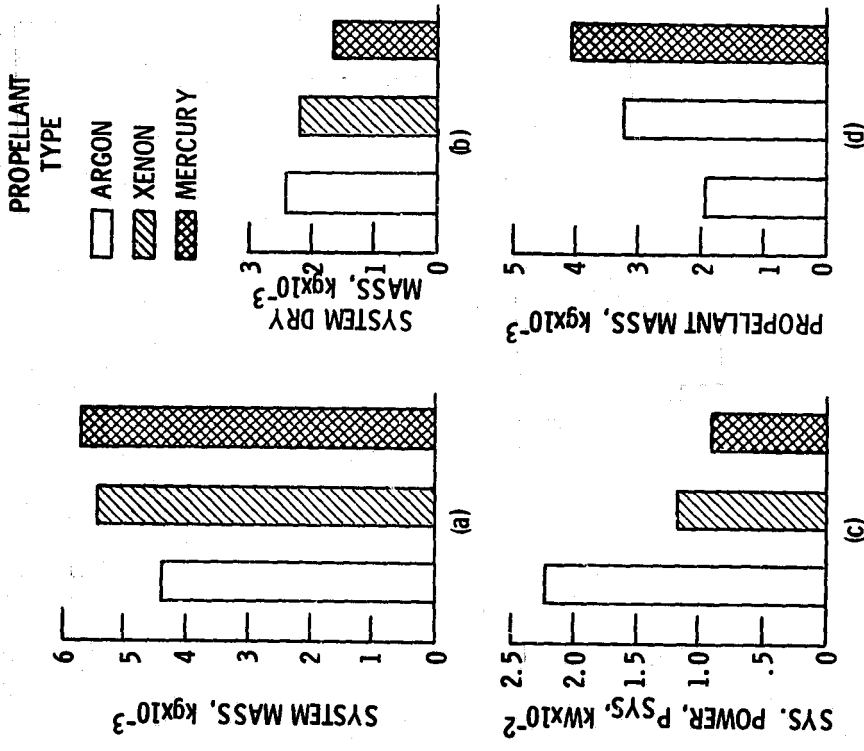 PROPELLANT
TYPE
ARGON
XENON
MERCURY
SYSTEM MASS, kgx10-3
6
5
4
3
2
1
0
(a)
SYSTEM DRY
MASS, kgx10-3
3
2
1
0
(b)
SYS. POWER, PSYS, kWx10-2
2.5
2.0
1.5
1.0
.5
0
(c)
PROPELLANT MASS, kgx10-3
5
4
3
2
1
0
(d)